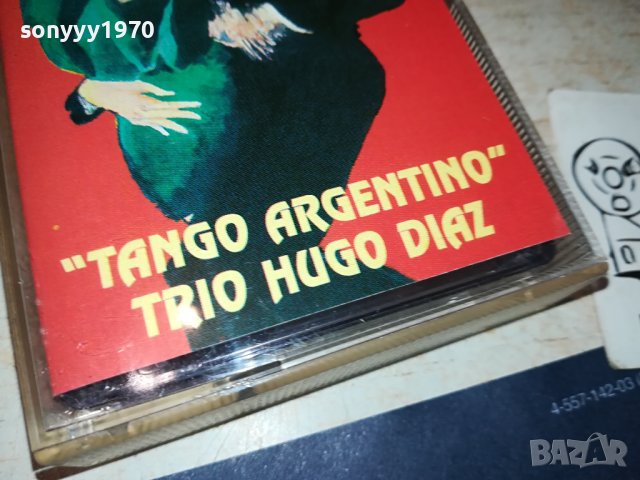 sonyyy1970
"TANGO ARGENTINO"
TRIO HUGO DIAZ
4-557-142-03
BAZAR